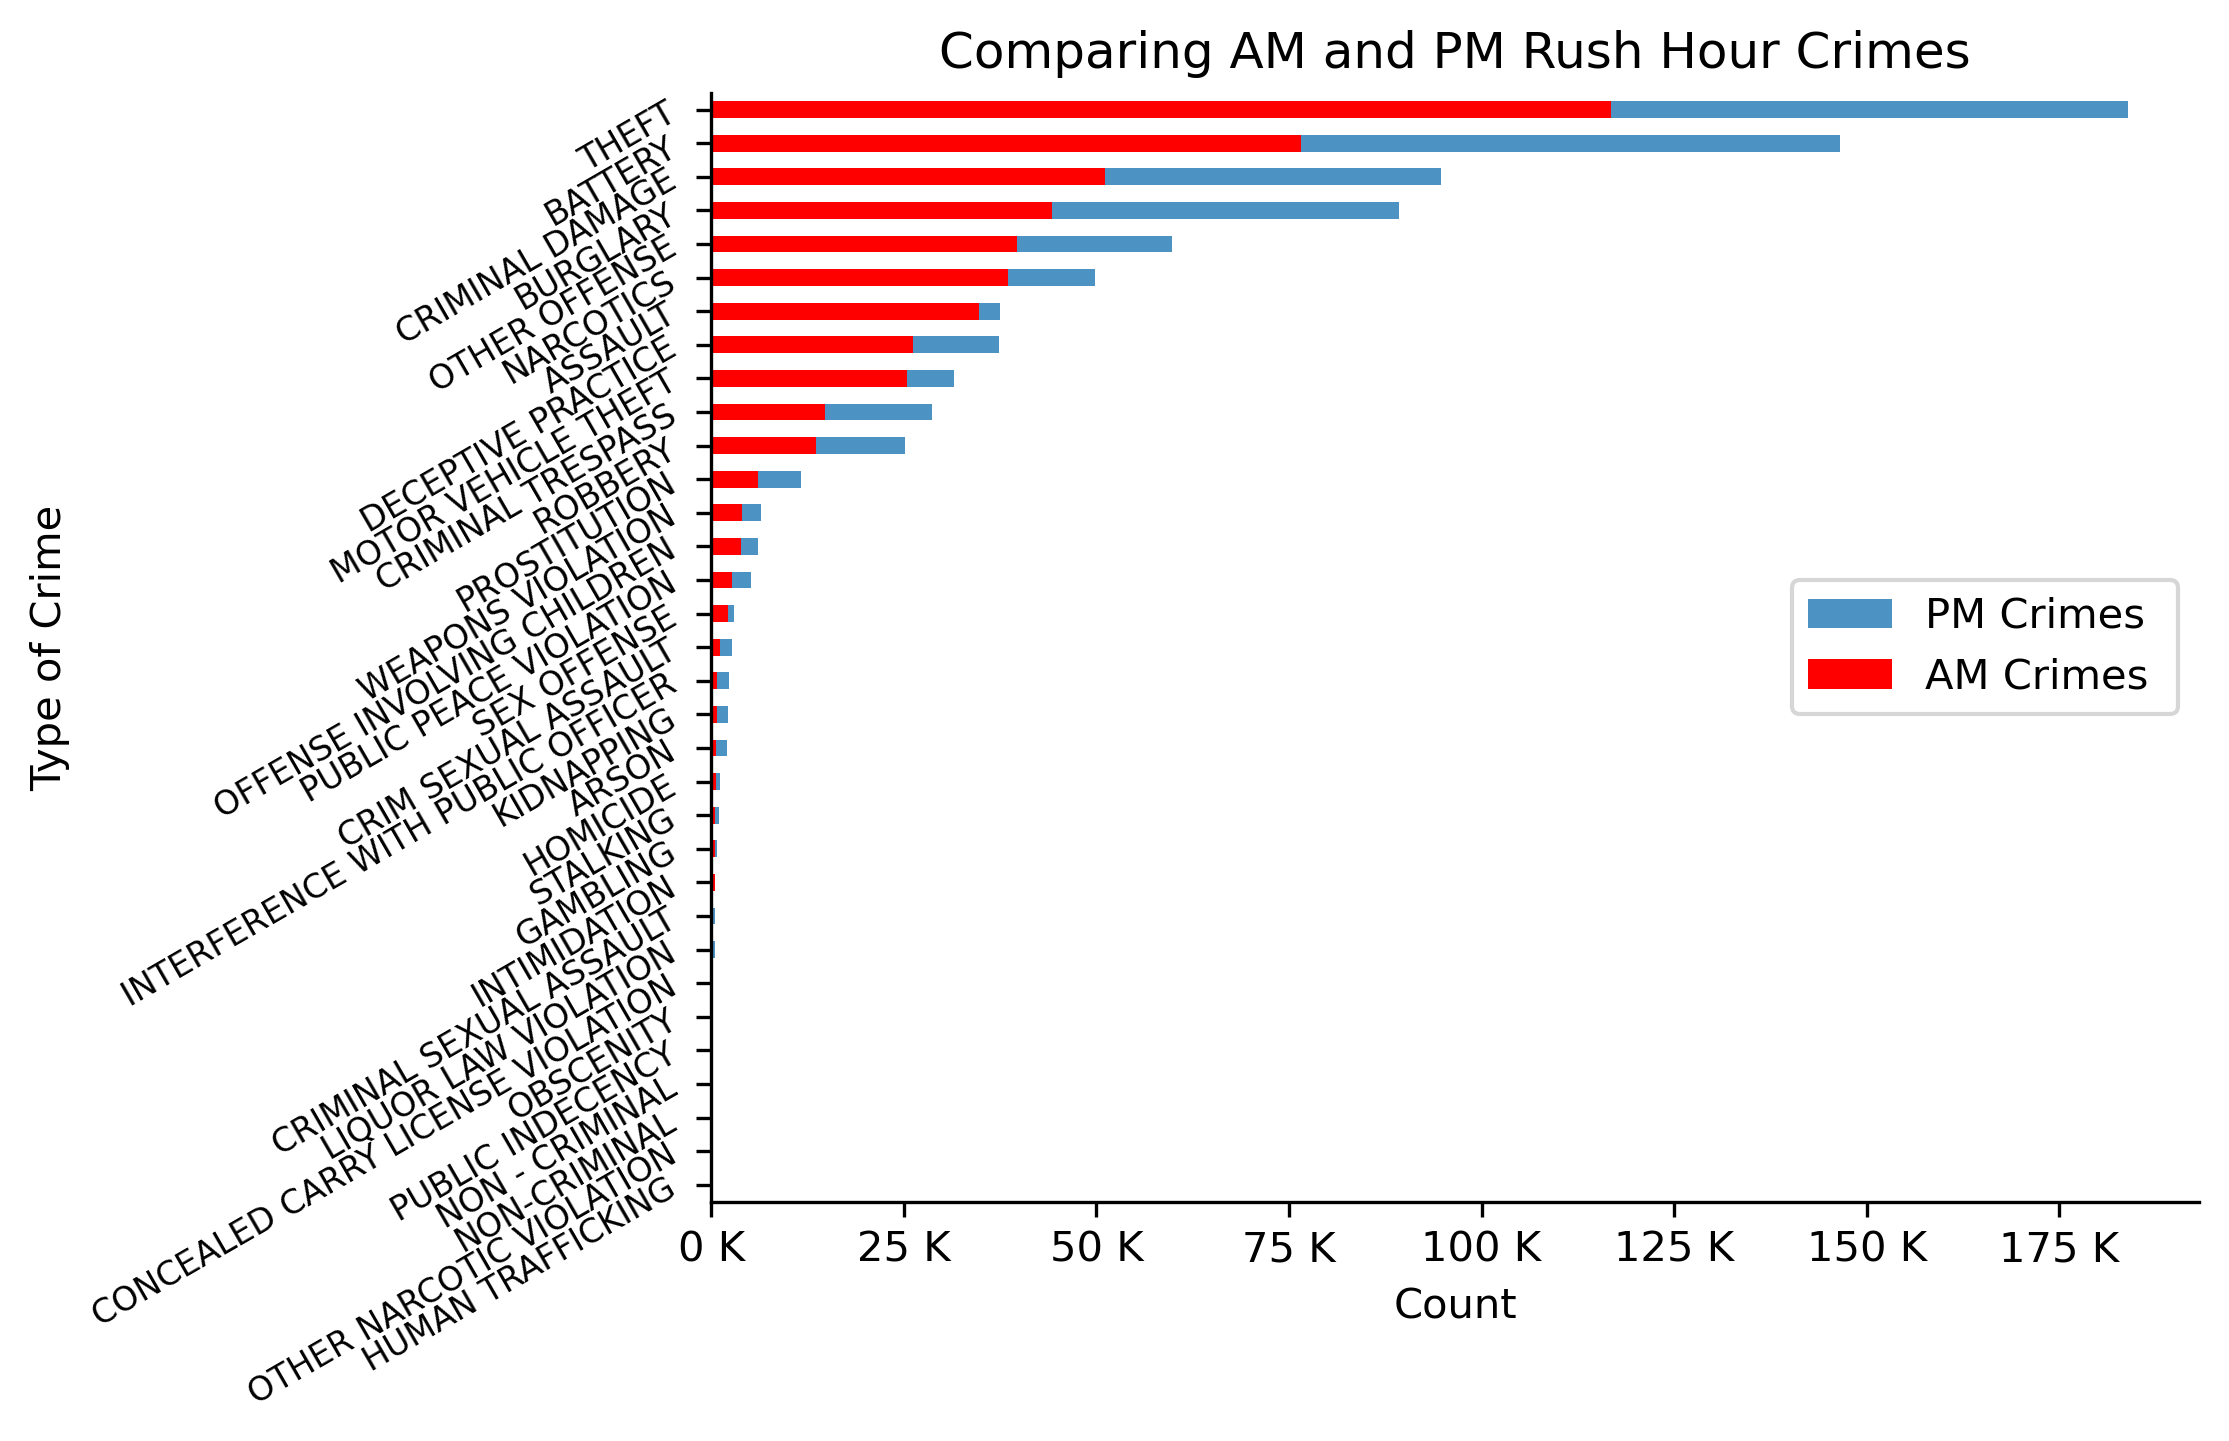 Comparing AM and PM Rush Hour Crimes
Type of Crime
THEFT
BATTERY
CRIMINAL DAMAGE
BURGLARY
OTHER OFFENSE
NARCOTICS
ASSAULT
DECEPTIVE PRACTICE
MOTOR VEHICLE THEFT
CRIMINAL TRESPASS
ROBBERY
PROSTITUTION
WEAPONS VIOLATION
OFFENSE INVOLVING CHILDREN
PUBLIC PEACE VIOLATION
SEX OFFENSE
CRIM SEXUAL ASSAULT
INTERFERENCE WITH PUBLIC OFFICER
KIDNAPPING
ARSON
HOMICIDE
STALKING
GAMBLING
INTIMIDATION
CRIMINAL SEXUAL ASSAULT
LIQUOR LAW VIOLATION
CONCEALED CARRY LICENSE VIOLATION
OBSCENITY
PUBLIC INDECENCY
NON - CRIMINAL
NON-CRIMINAL
OTHER NARCOTIC VIOLATION
HUMAN TRAFFICKING
PM Crimes
AM Crimes
0 K 25 K 50 K 75 K 100 K 125 K 150 K 175 K
Count